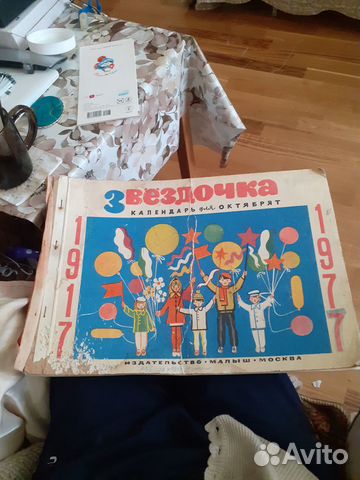 Звездочка
КАЛЕНДАРЬ для ОКТЯБРЯТ
1917
1977
ИЗДАТЕЛЬСТВО • МАЛЫШ • МОСКВА
Avito